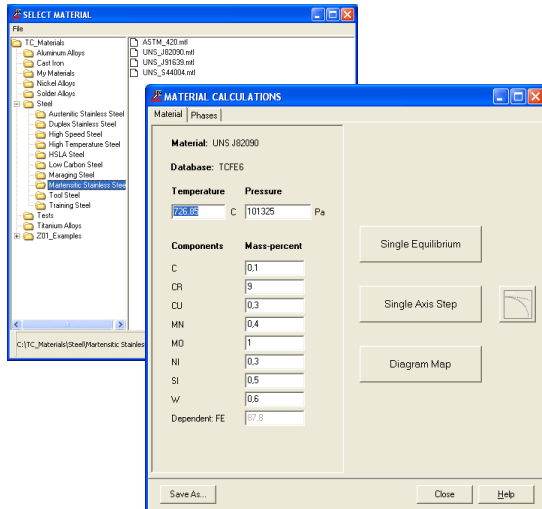 SELECT MATERIAL
File
TC_Materials
Aluminum Alloys
Cast Iron
My Materials
Nickel Alloys
Solder Alloys
Steel
Austenitic Stainless Steel
Duplex Stainless Steel
High Speed Steel
High Temperature Steel
HSLA Steel
Low Carbon Steel
Maraging Steel
Martensitic Stainless Stee
Tool Steel
Training Steel
Tests
Titanium Alloys
Z01_Examples
ASTM_420.mtl
UNS_J82090.mtl
UNS_J91639.mtl
UNS_S44004.mtl
C:\TC_Materials\Steel\Martensitic Stainles
MATERIAL CALCULATIONS
Material Phases
Material: UNS J82090
Database: TCFE6
Temperature Pressure
726,85 C 101325 Pa
Components Mass-percent
C 0,1
CR 9
CU 0,3
MN 0,4
MO 1
NI 0,3
SI 0,5
W 0,6
Dependent: FE 87,8
Single Equilibrium
Single Axis Step
Diagram Map
Save As... Close Help